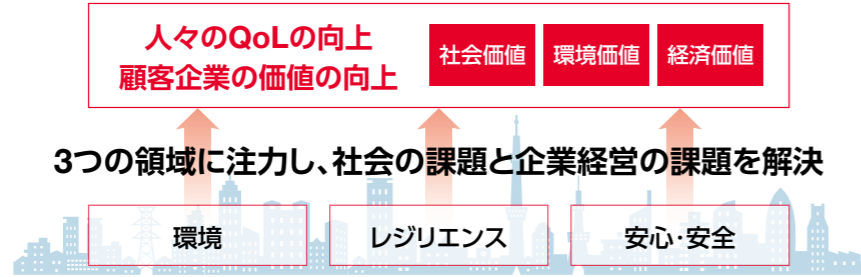 人々のQoLの向上
顧客企業の価値の向上
社会価値 環境価値 経済価値
3つの領域に注力し、社会の課題と企業経営の課題を解決
環境 レジリエンス 安心・安全